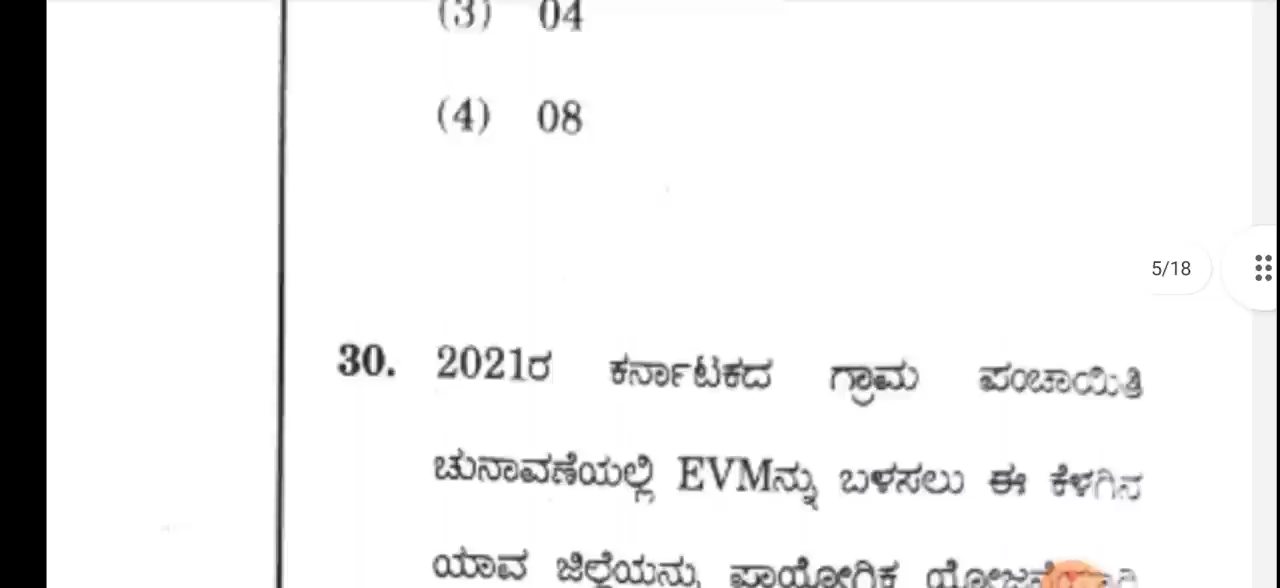 (3) 04
(4) 08
5/18
30. 2021ರ ಕರ್ನಾಟಕದ ಗ್ರಾಮ ಪಂಚಾಯಿತಿ
ಚುನಾವಣೆಯಲ್ಲಿ EVMನ್ನು ಬಳಸಲು ಈ ಕೆಳಗಿನ
ಯಾವ ಜಿಲ್ಲೆಯನ್ನು ಪ್ರಾಯೋಗಿಕ